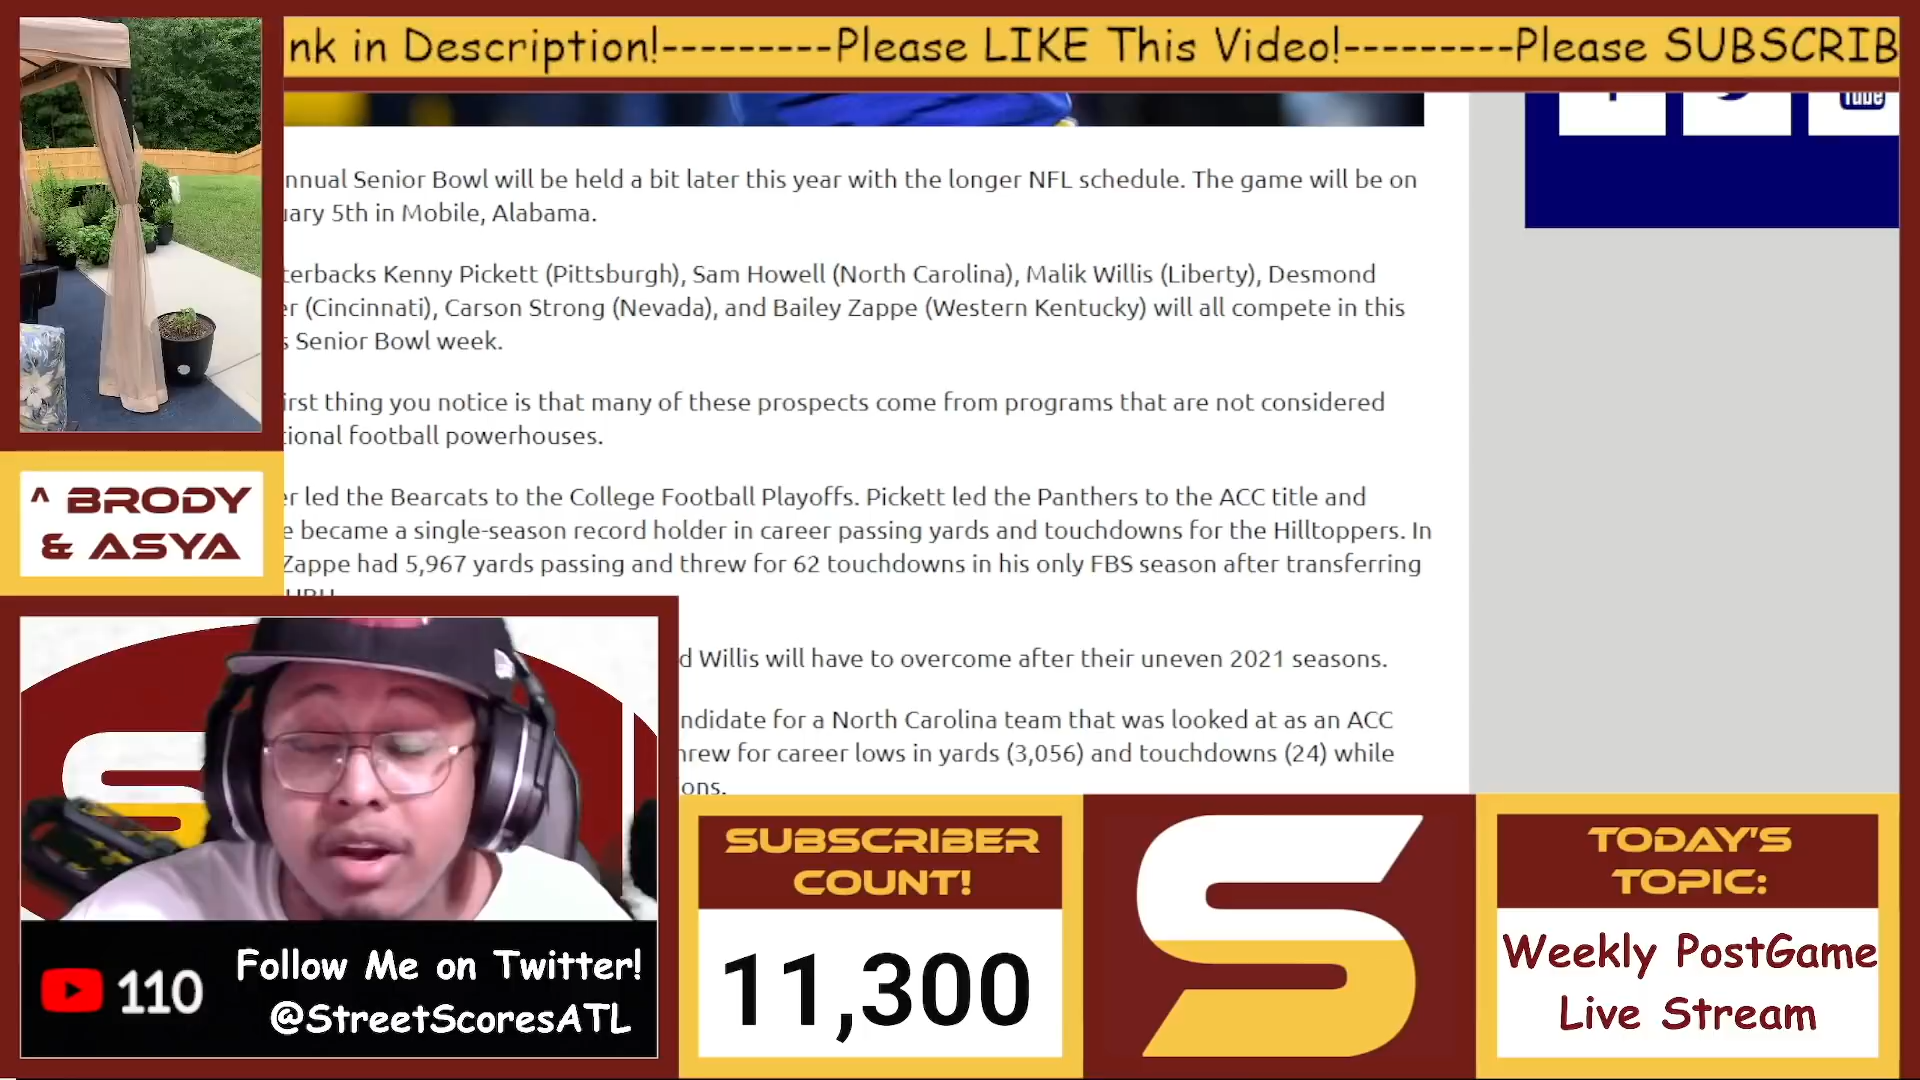 nk in Description!---------Please LIKE This Video!---------Please SUBSCRIB
You Tube
nnual Senior Bowl will be held a bit later this year with the longer NFL schedule. The game will be on
uary 5th in Mobile, Alabama.
terbacks Kenny Pickett (Pittsburgh), Sam Howell (North Carolina), Malik Willis (Liberty), Desmond
er (Cincinnati), Carson Strong (Nevada), and Bailey Zappe (Western Kentucky) will all compete in this
s Senior Bowl week.
irst thing you notice is that many of these prospects come from programs that are not considered
tional football powerhouses.
er led the Bearcats to the College Football Playoffs. Pickett led the Panthers to the ACC title and
e became a single-season record holder in career passing yards and touchdowns for the Hilltoppers. In
Zappe had 5,967 yards passing and threw for 62 touchdowns in his only FBS season after transferring
HBU.
d Willis will have to overcome after their uneven 2021 seasons.
ndidate for a North Carolina team that was looked at as an ACC
hrew for career lows in yards (3,056) and touchdowns (24) while
ons.
^ BRODY
& ASYA
110
Follow Me on Twitter!
@StreetScoresATL
SUBSCRIBER
COUNT!
11,300
S
TODAY'S
TOPIC:
Weekly PostGame
Live Stream